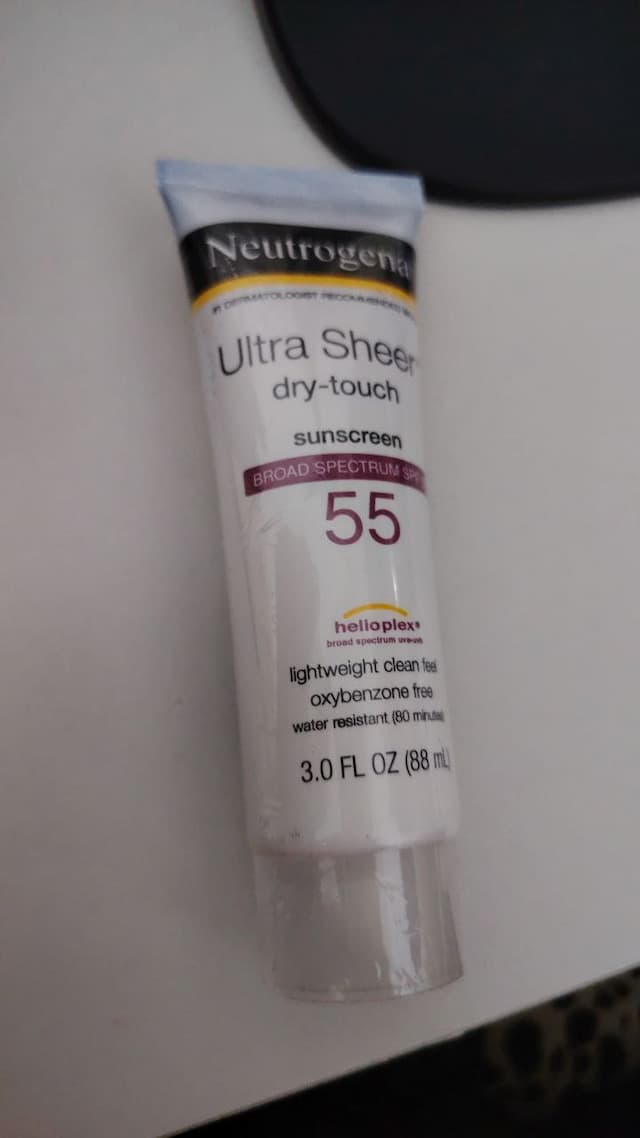 Neutrogena
#1 DERMATOLOGIST RECOMMENDED
Ultra Sheer
dry-touch
sunscreen
BROAD SPECTRUM SPF
55
helioplex®
broad spectrum uva-uvb
lightweight clean feel
oxybenzone free
water resistant (80 minutes)
3.0 FL OZ (88 mL)